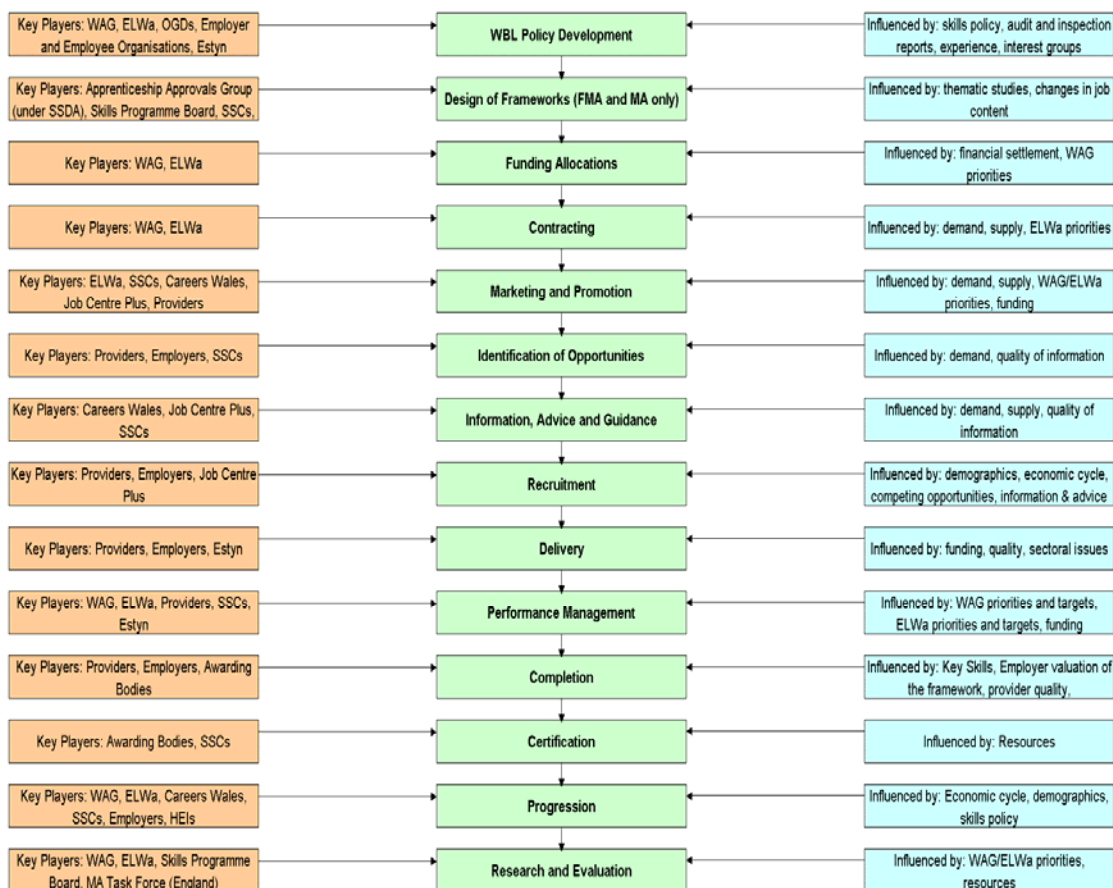 Key Players: WAG, ELWa, OGDs, Employer
and Employee Organisations, Estyn
WBL Policy Development
Influenced by: skills policy, audit and inspection
reports, experience, interest groups
Key Players: Apprenticeship Approvals Group
(under SSDA), Skills Programme Board, SSCs,
Design of Frameworks (FMA and MA only)
Influenced by: thematic studies, changes in job
content
Key Players: WAG, ELWa
Funding Allocations
Influenced by: financial settlement, WAG
priorities
Key Players: WAG, ELWa
Contracting
Influenced by: demand, supply, ELWa priorities
Key Players: ELWa, SSCs, Careers Wales,
Job Centre Plus, Providers
Marketing and Promotion
Influenced by: demand, supply, WAG/ELWa
priorities, funding
Key Players: Providers, Employers, SSCs
Identification of Opportunities
Influenced by: demand, quality of information
Key Players: Careers Wales, Job Centre Plus,
SSCs
Information, Advice and Guidance
Influenced by: demand, supply, quality of
information
Key Players: Providers, Employers, Job Centre
Plus
Recruitment
Influenced by: demographics, economic cycle,
competing opportunities, information & advice
Key Players: Providers, Employers, Estyn
Delivery
Influenced by: funding, quality, sectoral issues
Key Players: WAG, ELWa, Providers, SSCs,
Estyn
Performance Management
Influenced by: WAG priorities and targets,
ELWa priorities and targets, funding
Key Players: Providers, Employers, Awarding
Bodies
Completion
Influenced by: Key Skills, Employer valuation of
the framework, provider quality,
Key Players: Awarding Bodies, SSCs
Certification
Influenced by: Resources
Key Players: WAG, ELWa, Careers Wales,
SSCs, Employers, HEIs
Progression
Influenced by: Economic cycle, demographics,
skills policy
Key Players: WAG, ELWa, Skills Programme
Board, MA Task Force (England)
Research and Evaluation
Influenced by: WAG/ELWa priorities,
resources